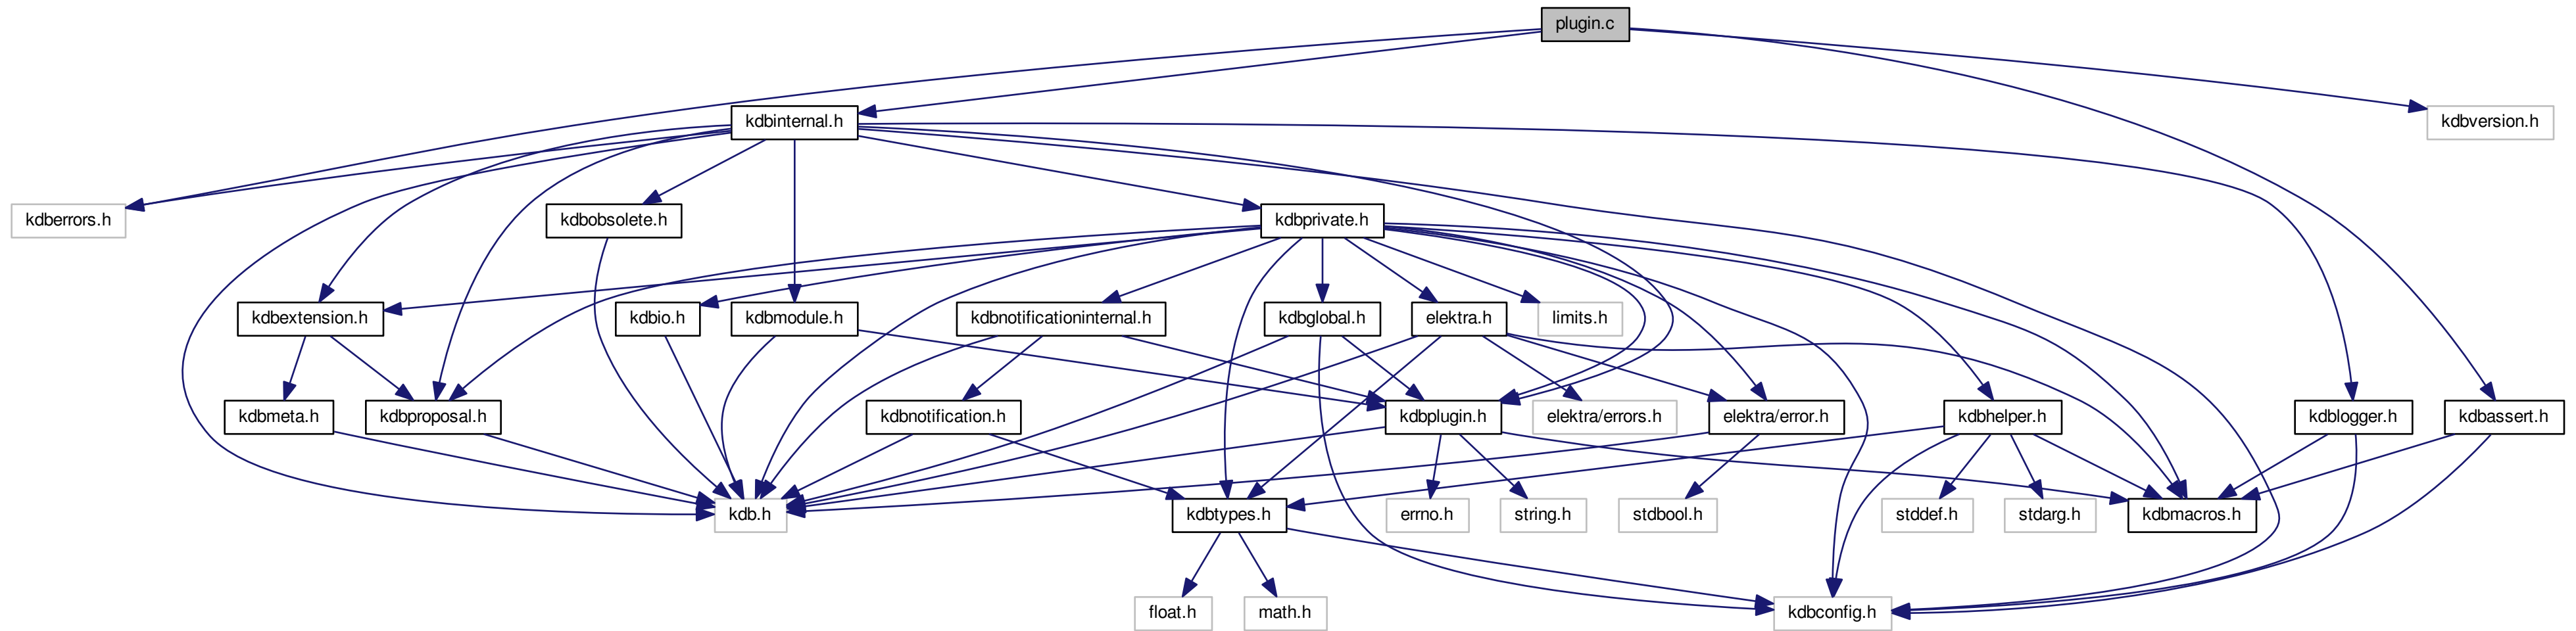 plugin.c
kdbinternal.h
kdbversion.h
kdberrors.h
kdbobsolete.h
kdbprivate.h
kdbextension.h
kdbio.h
kdbmodule.h
kdbnotificationinternal.h
kdbglobal.h
elektra.h
limits.h
kdbmeta.h
kdbproposal.h
kdbnotification.h
kdbplugin.h
elektra/errors.h
elektra/error.h
kdbhelper.h
kdblogger.h
kdbassert.h
kdb.h
kdbtypes.h
errno.h
string.h
stdbool.h
stddef.h
stdarg.h
kdbmacros.h
float.h
math.h
kdbconfig.h